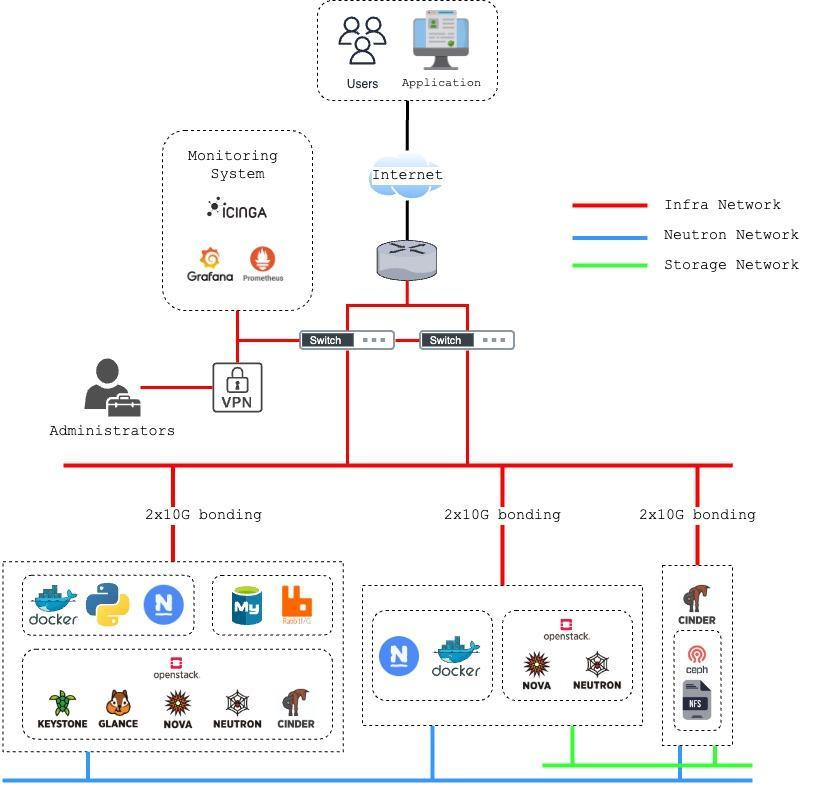 Users
Application
Internet
Monitoring
System
ICINGA
Grafana
Prometheus
Infra Network
Neutron Network
Storage Network
Switch
Switch
VPN
Administrators
2x10G bonding
2x10G bonding
2x10G bonding
docker
N
My
openstack.
KEYSTONE
GLANCE
NOVA
NEUTRON
CINDER
N
docker
openstack.
NOVA
NEUTRON
CINDER
ceph
NFS